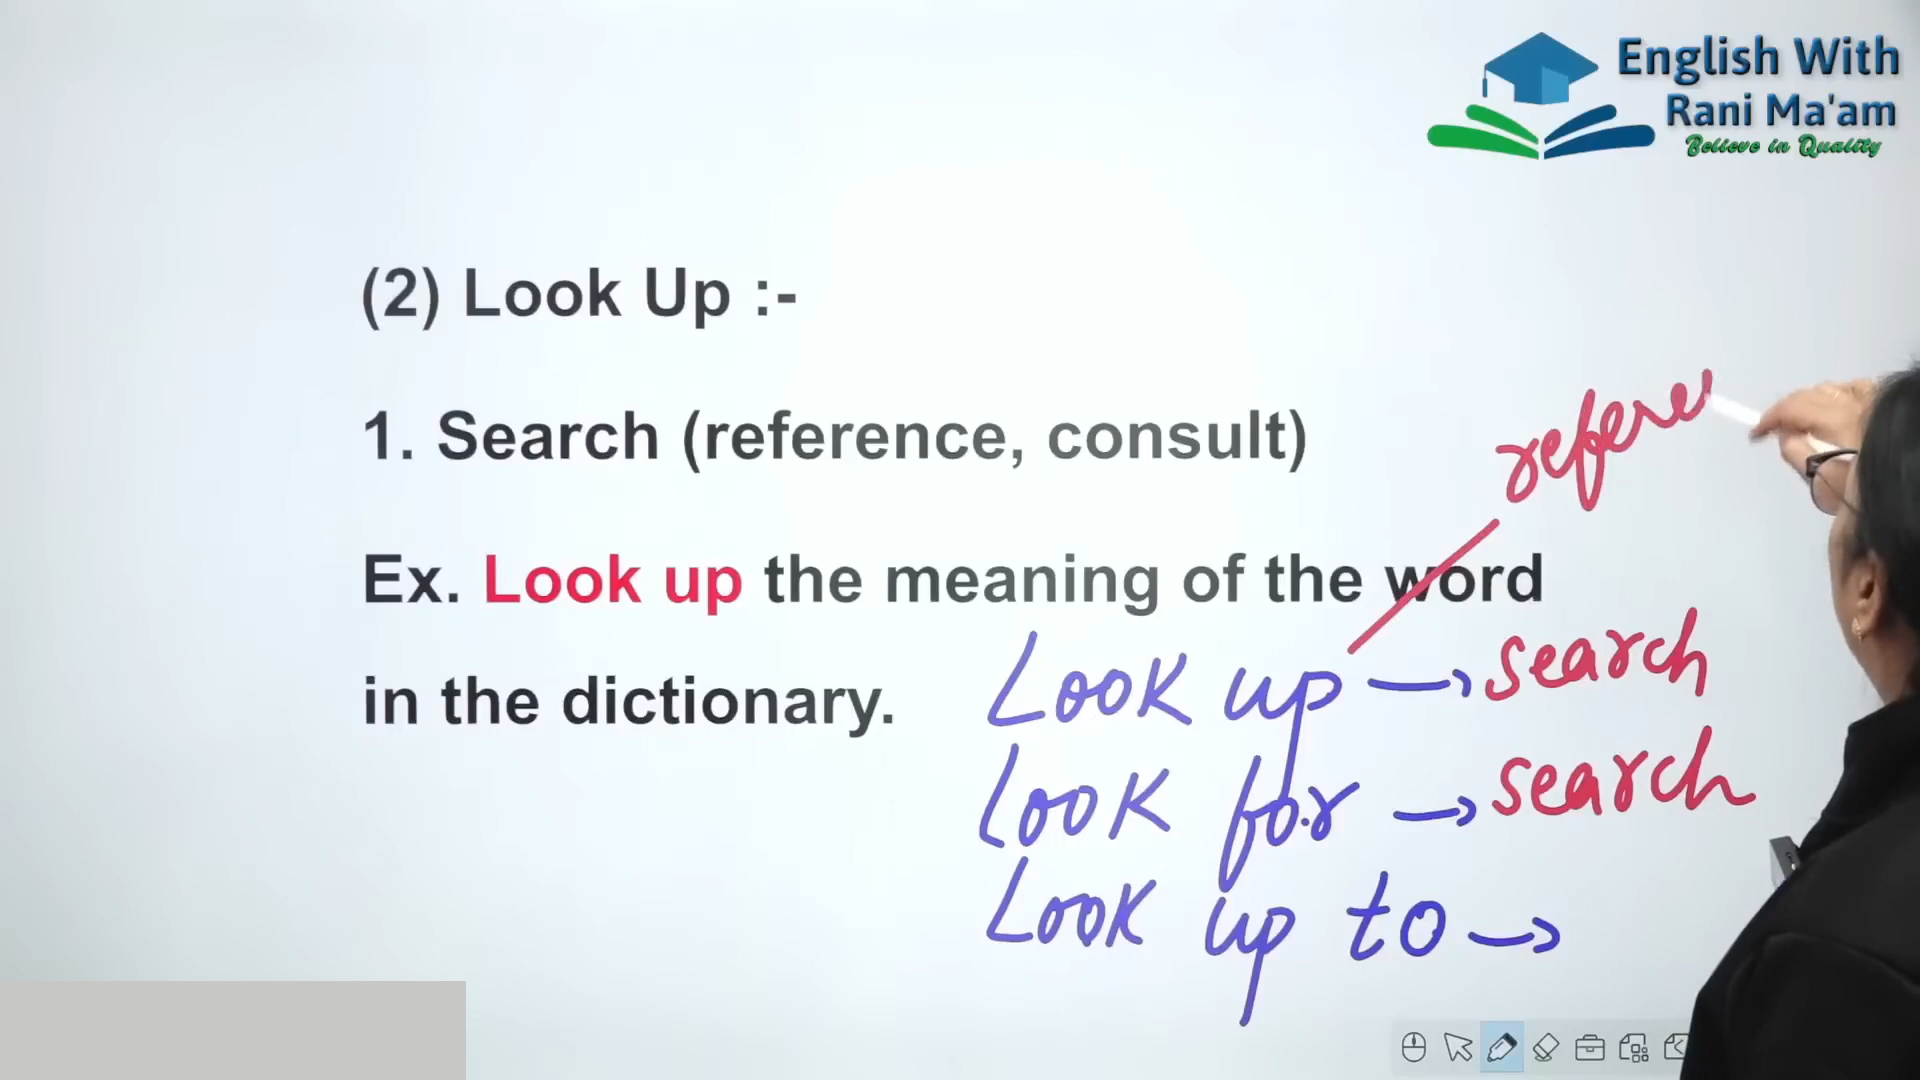 English With
Rani Ma'am
Believe in Quality
(2) Look Up :-
1. Search (reference, consult)
Ex. Look up the meaning of the word
in the dictionary.
refere
Look up → search
Look for → search
Look up to →